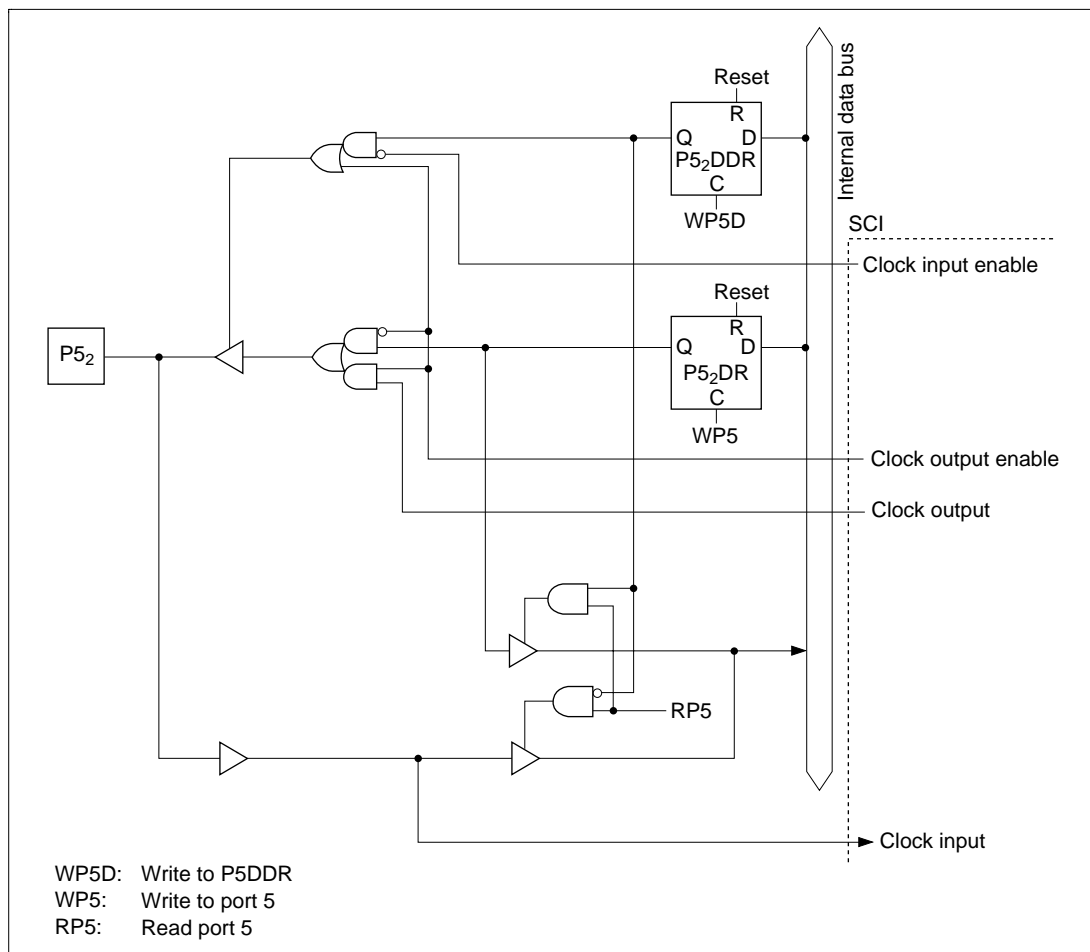 Reset
R
Q D
P5₂DDR
C
WP5D
Internal data bus
SCI
Clock input enable
Reset
R
Q D
P5₂DR
C
WP5
P5₂
Clock output enable
Clock output
RP5
Clock input
WP5D: Write to P5DDR
WP5: Write to port 5
RP5: Read port 5